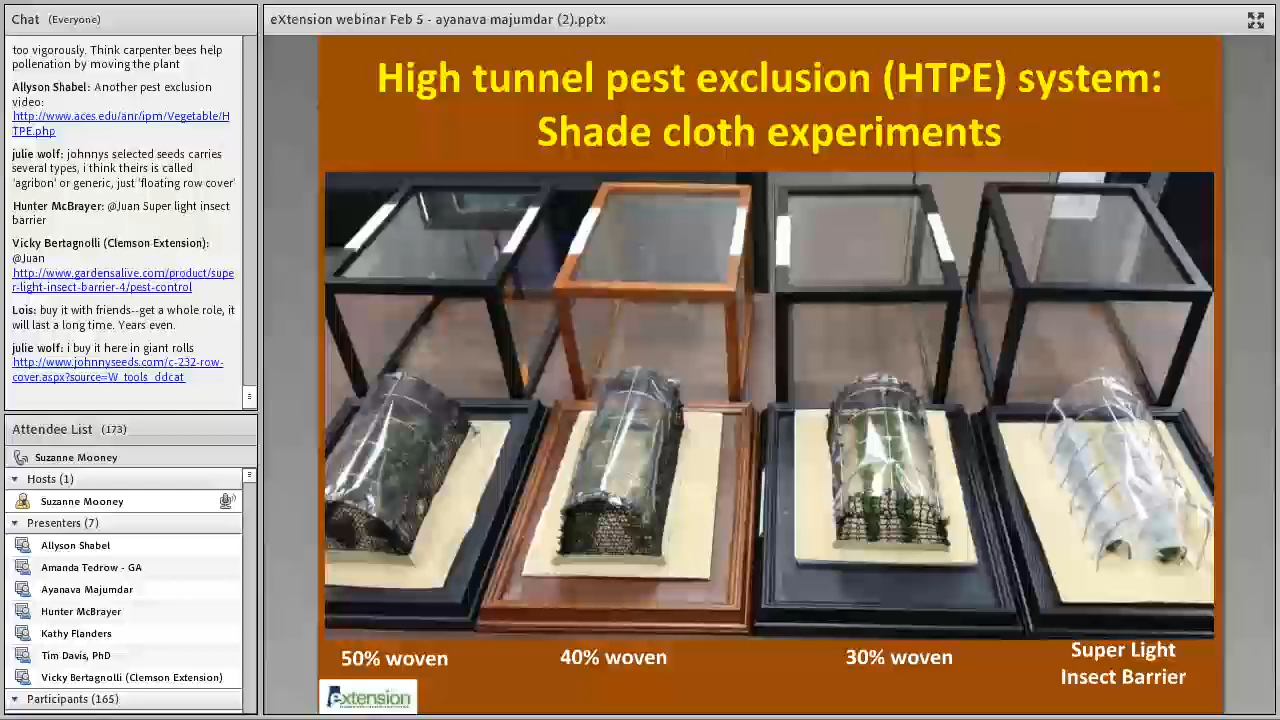 Chat (Everyone)
too vigorously. Think carpenter bees help
pollenation by moving the plant
Allyson Shabel: Another pest exclusion
video:
http://www.aces.edu/anr/ipm/Vegetable/H
TPE.php
julie wolf: johnnys selected seeds carries
several types, i think theirs is called
'agribon' or generic, just 'floating row cover'
Hunter McBrayer: @Juan Super light insect
barrier
Vicky Bertagnolli (Clemson Extension):
@Juan
http://www.gardensalive.com/product/supe
r-light-insect-barrier-4/pest-control
Lois: buy it with friends--get a whole role, it
will last a long time. Years even.
julie wolf: i buy it here in giant rolls
http://www.johnnyseeds.com/c-232-row-
cover.aspx?source=W_tools_ddcat
Attendee List (173)
Suzanne Mooney
Hosts (1)
Suzanne Mooney
Presenters (7)
Allyson Shabel
Amanda Tedrow - GA
Ayanava Majumdar
Hunter McBrayer
Kathy Flanders
Tim Davis, PhD
Vicky Bertagnolli (Clemson Extension)
Participants (165)
eXtension webinar Feb 5 - ayanava majumdar (2).pptx
High tunnel pest exclusion (HTPE) system:
Shade cloth experiments
50% woven
40% woven
30% woven
Super Light
Insect Barrier
eXtension